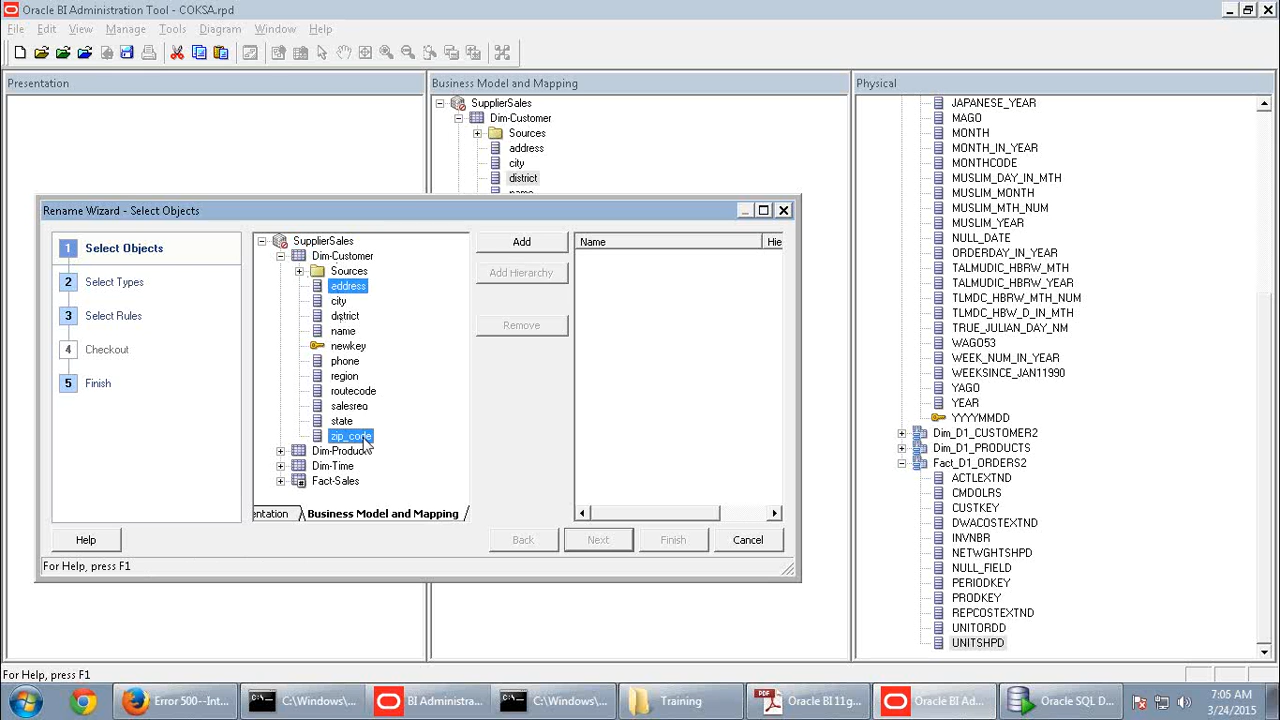 Oracle BI Administration Tool - COKSA.rpd
File Edit View Manage Tools Diagram Window Help
Presentation
Business Model and Mapping
SupplierSales
Dim-Customer
Sources
address
city
district
Physical
JAPANESE_YEAR
MAGO
MONTH
MONTH_IN_YEAR
MONTHCODE
MUSLIM_DAY_IN_MTH
MUSLIM_MONTH
MUSLIM_MTH_NUM
MUSLIM_YEAR
NULL_DATE
ORDERDAY_IN_YEAR
TALMUDIC_HBRW_MTH
TALMUDIC_HBRW_YEAR
TLMDC_HBW_MTH_NUM
TLMDC_HBW_D_IN_MTH
TRUE_JULIAN_DAY_NM
WAGO53
WEEK_NUM_IN_YEAR
WEEKSINCE_JAN11990
YAGO
YEAR
YYYYMMDD
Dim_D1_CUSTOMER2
Dim_D1_PRODUCTS
Fact_D1_ORDERS2
ACTLEXTND
CMDOLRS
CUSTKEY
DWACOSTEXTND
INVNBR
NETWGHTSHPD
NULL_FIELD
PERIODKEY
PRODKEY
REPCOSTEXTND
UNITORDD
UNITSHPD
Rename Wizard - Select Objects
1 Select Objects
2 Select Types
3 Select Rules
4 Checkout
5 Finish
SupplierSales
Dim-Customer
Sources
address
city
district
name
newkey
phone
region
routecode
salesrep
state
zip_code
Dim-Product
Dim-Time
Fact-Sales
entation Business Model and Mapping
Add
Add Hierarchy
Remove
Name Hie
Help Back Next Finish Cancel
For Help, press F1
For Help, press F1
Error 500--Int...
C:\Windows\...
BI Administra...
C:\Windows\...
Training
Oracle BI 11g...
Oracle BI Ad...
Oracle SQL D...
7:05 AM
3/24/2015